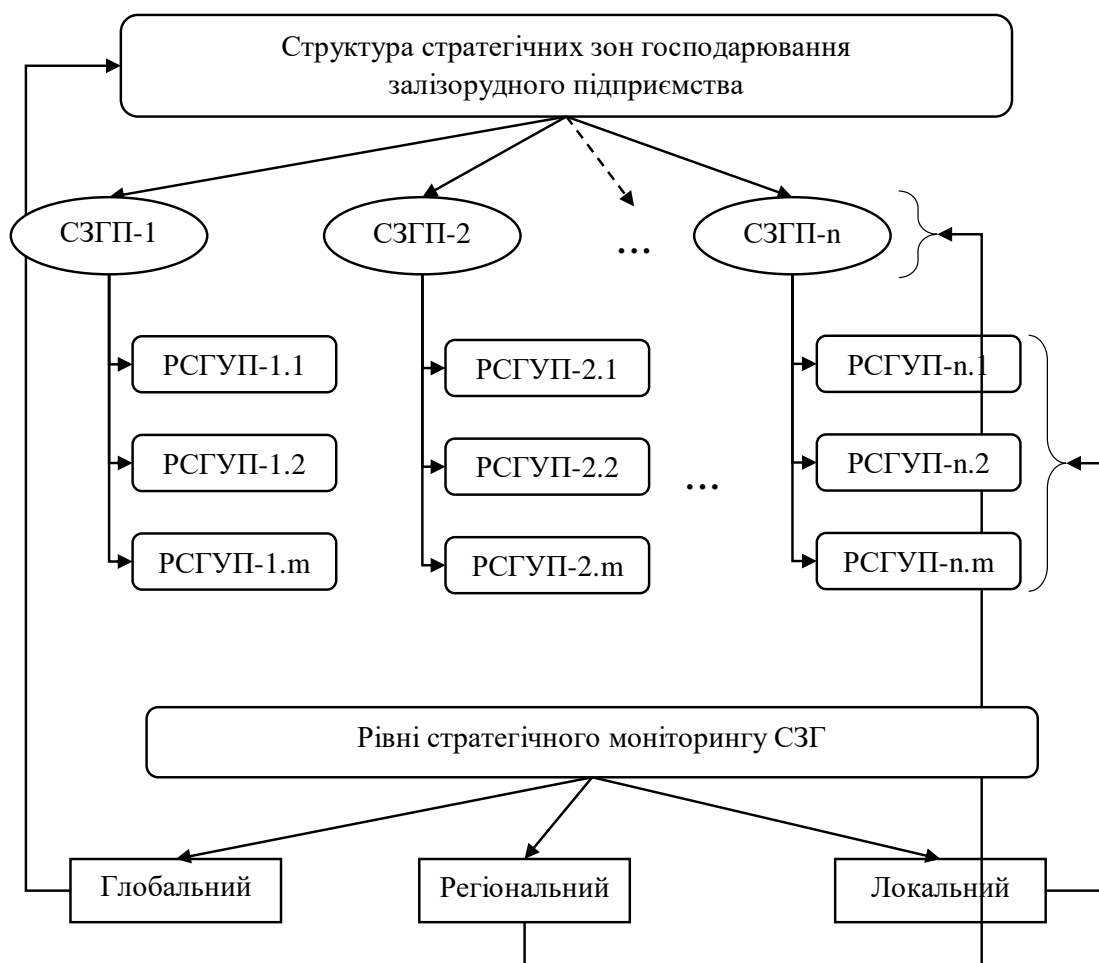 Структура стратегічних зон господарювання
залізорудного підприємства
СЗГП-1
СЗГП-2
...
СЗГП-n
РСГУП-1.1
РСГУП-2.1
РСГУП-n.1
РСГУП-1.2
РСГУП-2.2
...
РСГУП-n.2
РСГУП-1.m
РСГУП-2.m
РСГУП-n.m
Рівні стратегічного моніторингу СЗГ
Глобальний
Регіональний
Локальний